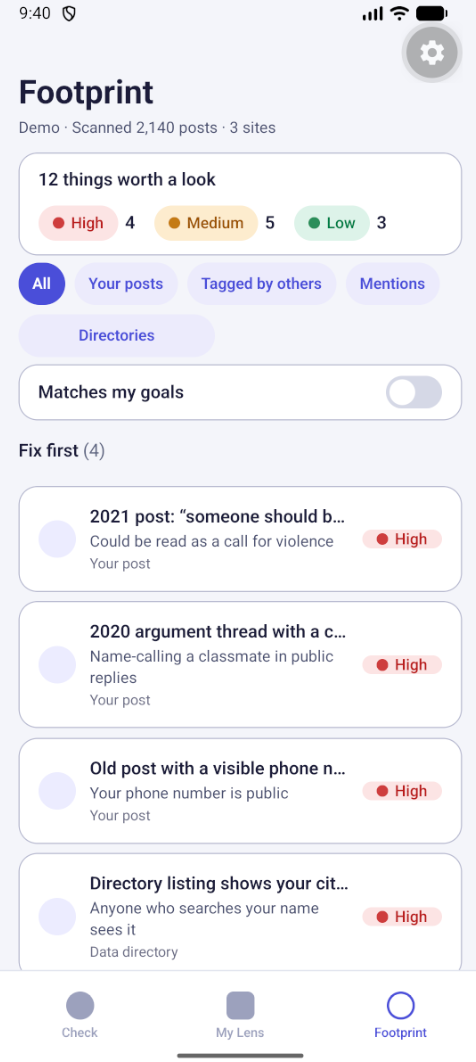 9:40
Footprint
Demo · Scanned 2,140 posts · 3 sites
12 things worth a look
High 4 Medium 5 Low 3
All Your posts Tagged by others Mentions
Directories
Matches my goals
Fix first (4)
2021 post: “someone should b…
Could be read as a call for violence
Your post
High
2020 argument thread with a c…
Name-calling a classmate in public
replies
Your post
High
Old post with a visible phone n…
Your phone number is public
Your post
High
Directory listing shows your cit…
Anyone who searches your name
sees it
Data directory
High
Check My Lens Footprint